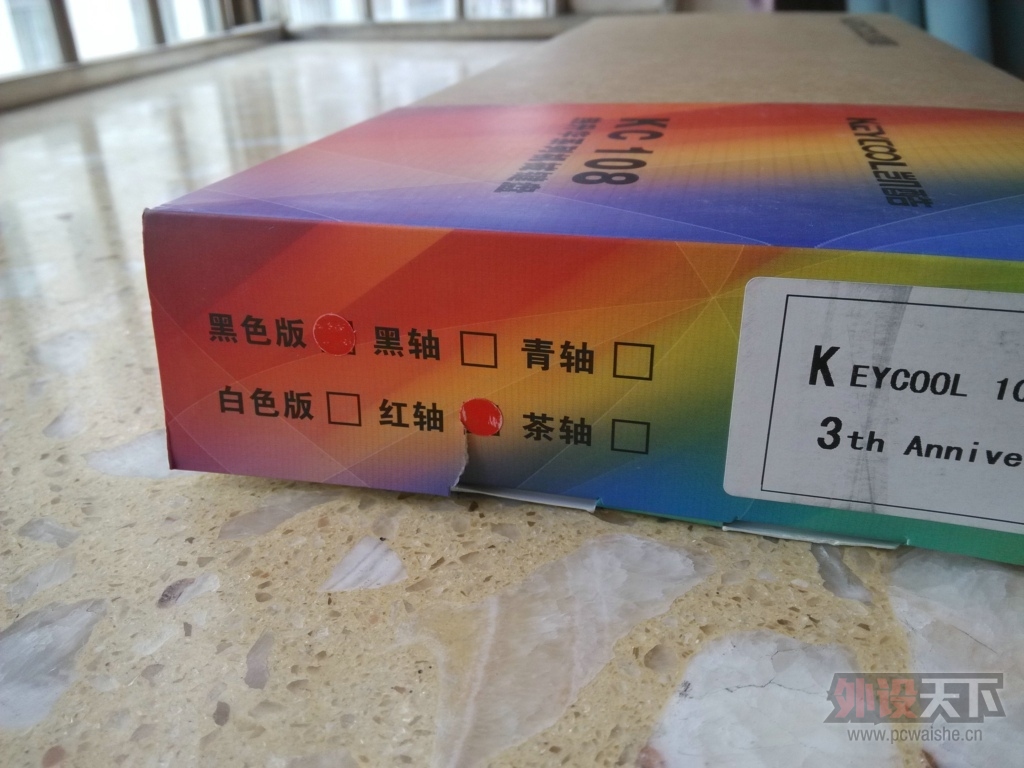 KC 108
KEYCOOL凯酷
黑色版 黑轴 青轴
白色版 红轴 茶轴
KEYCOOL 10
3th Annive
外设天下
www.pcwaishe.cn